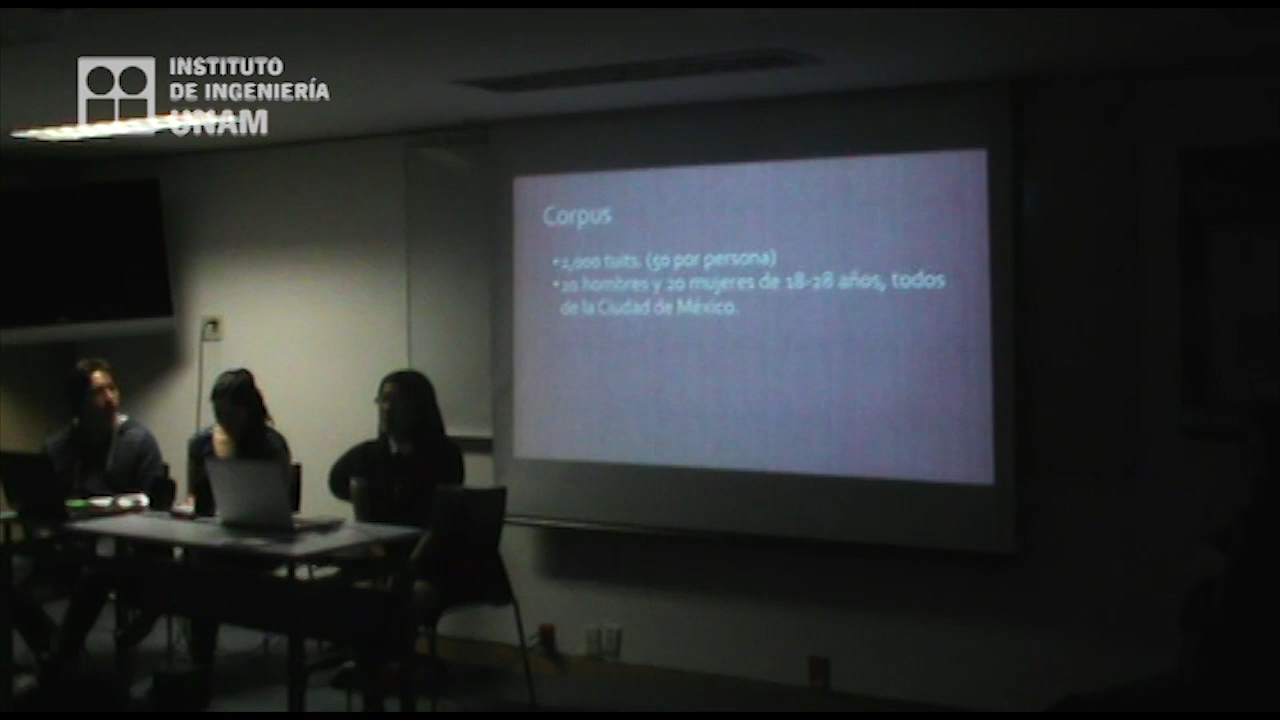 INSTITUTO
DE INGENIERÍA
UNAM
Corpus
•2,000 tuits. (50 por persona)
•20 hombres y 20 mujeres de 18-28 años, todos
de la Ciudad de México.